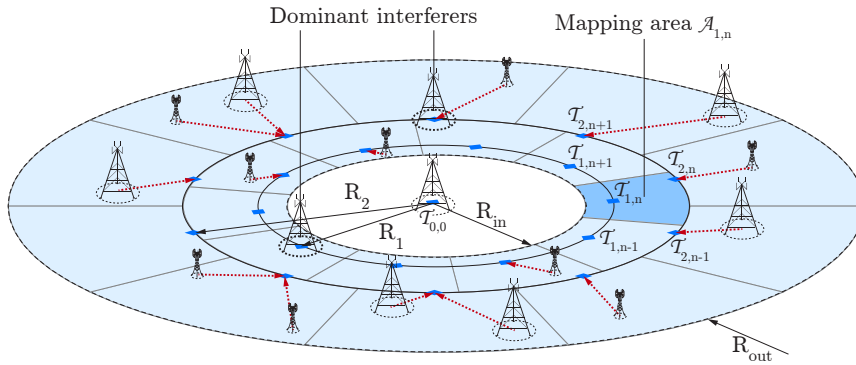 Dominant interferers
Mapping area 𝒜1,n
𝒯2,n+1
𝒯1,n+1
𝒯2,n
𝒯1,n
R2
𝒯0,0
Rin
R1
𝒯1,n-1
𝒯2,n-1
Rout